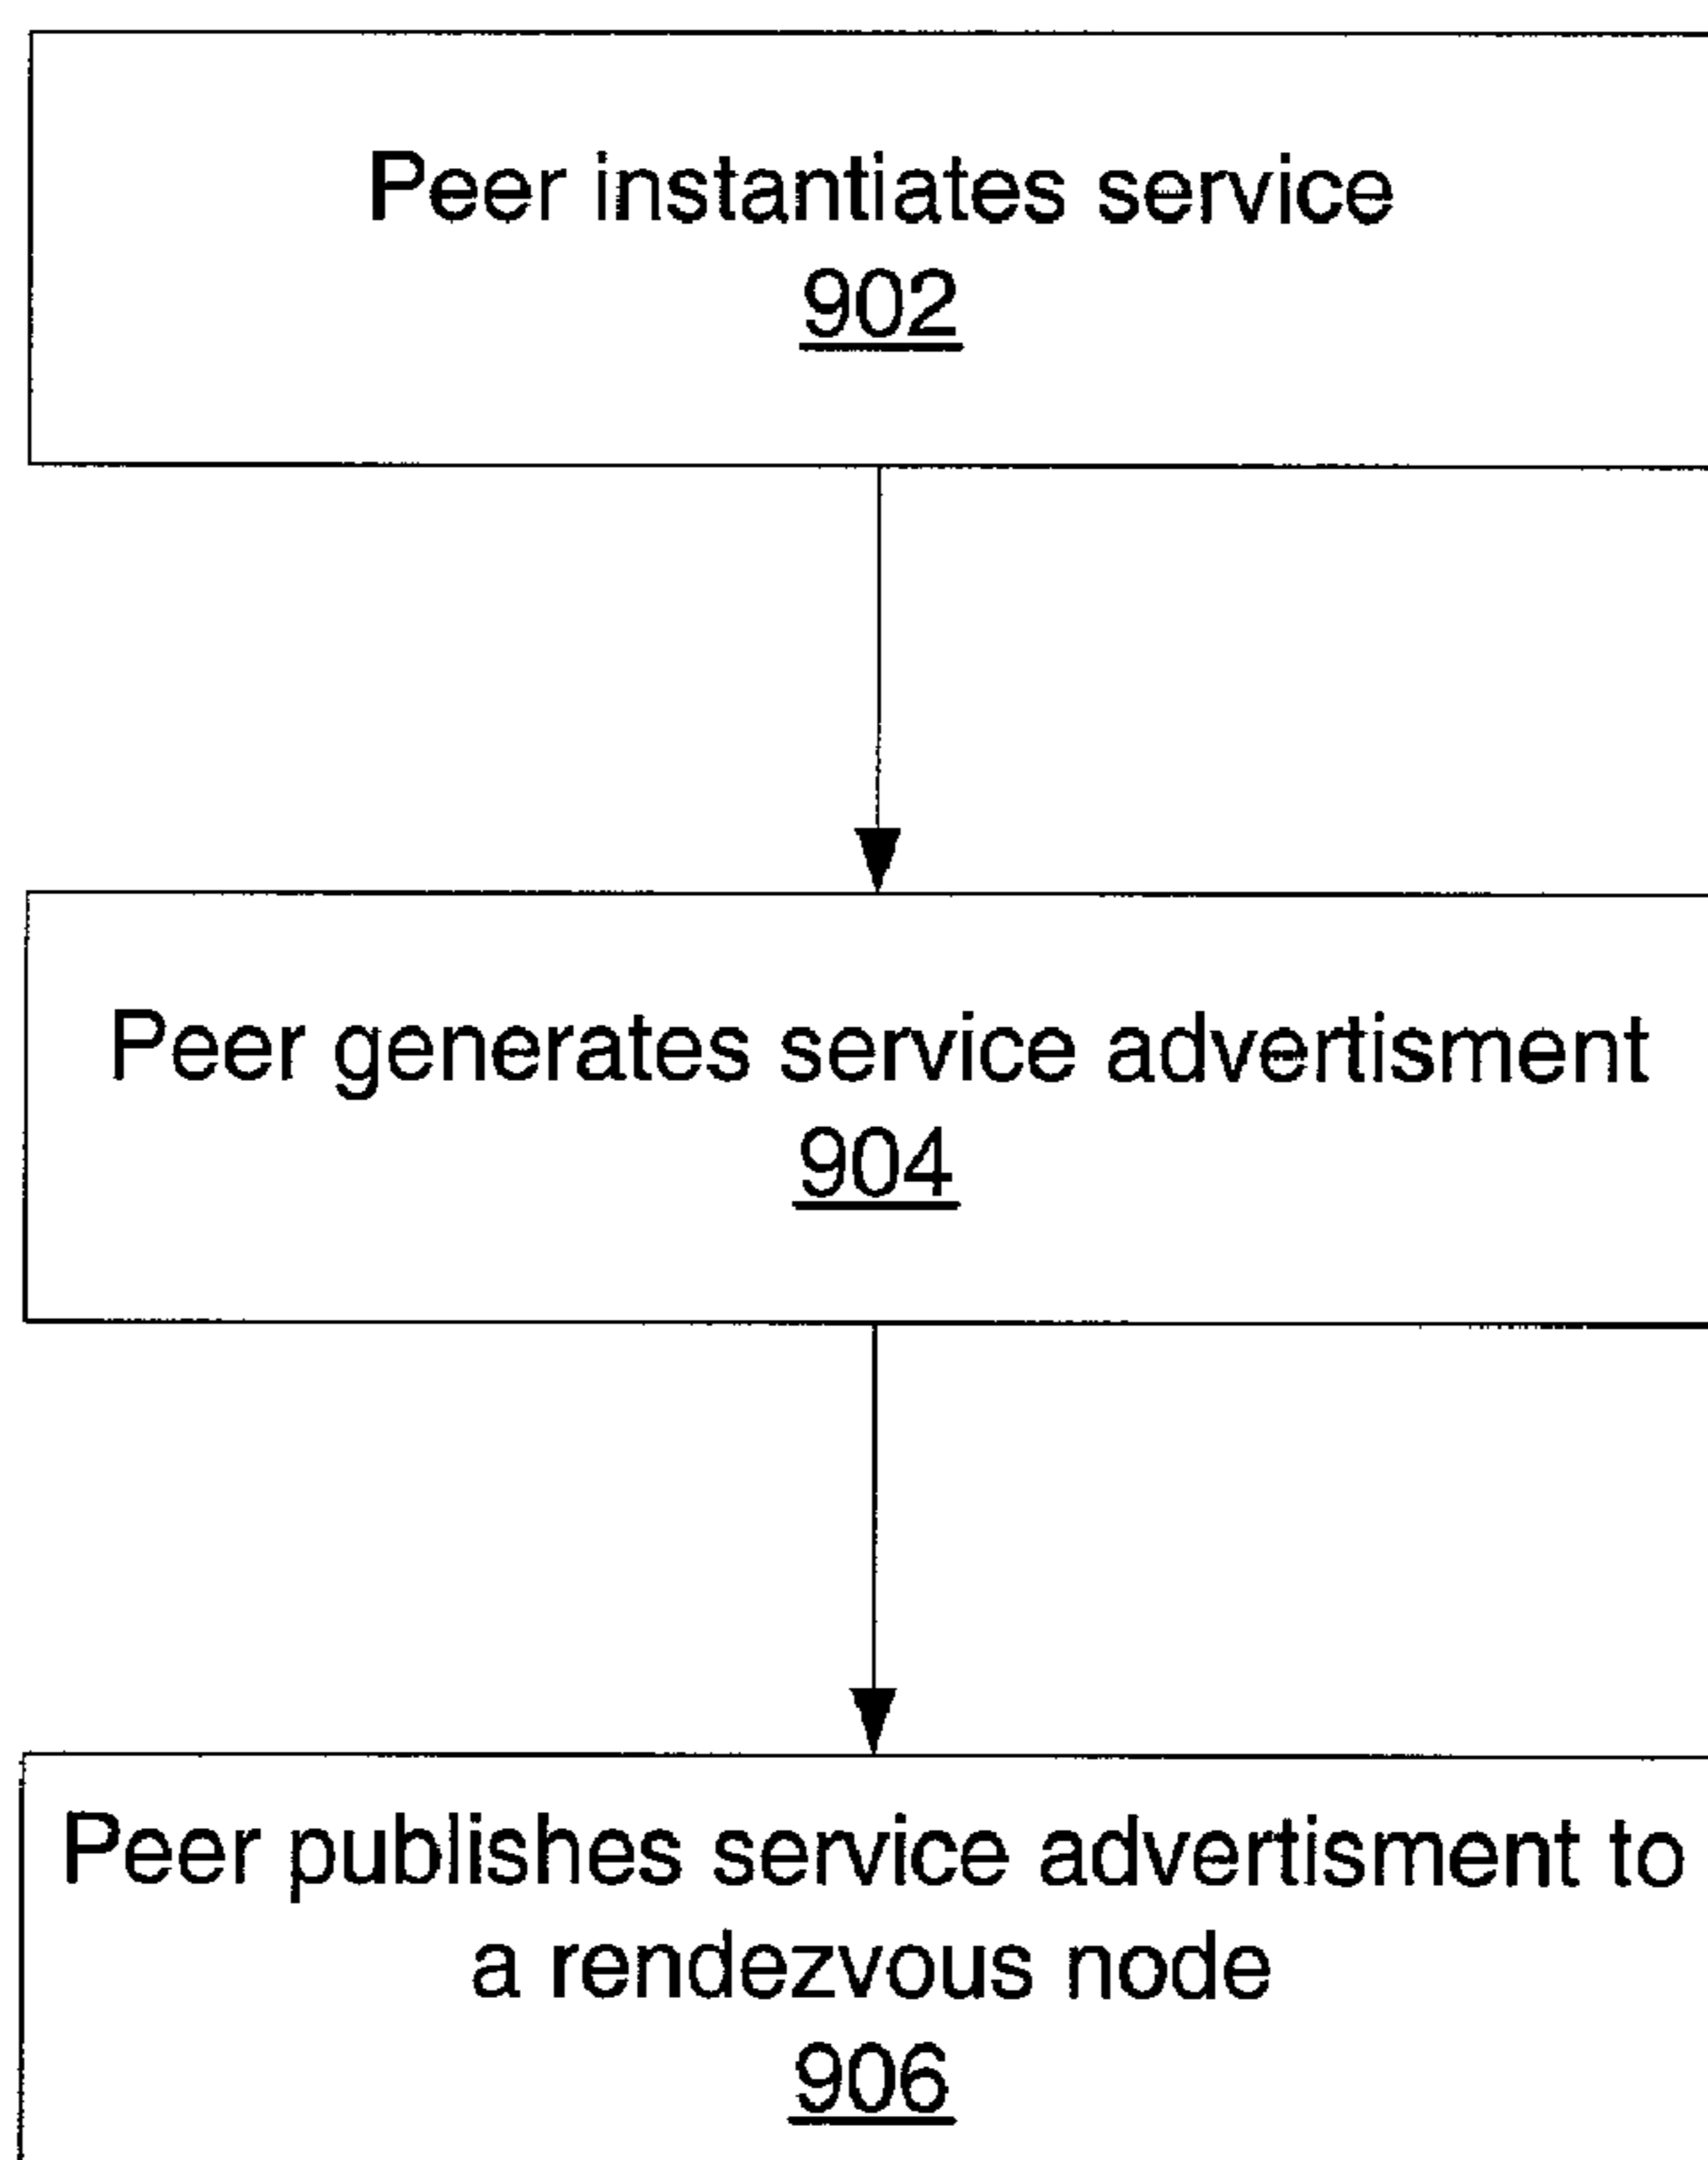 Peer instantiates service
902
Peer generates service advertisment
904
Peer publishes service advertisment to
a rendezvous node
906